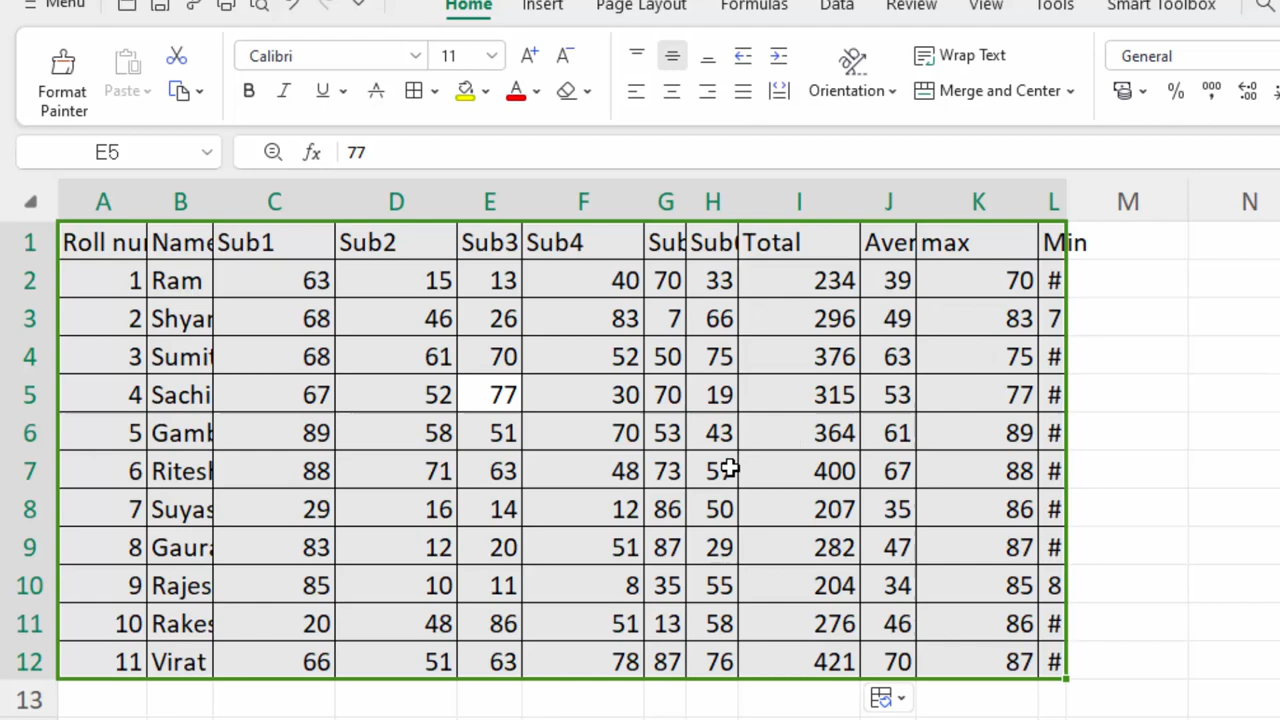 Menu Home Insert Page Layout Formulas Data Review View Tools Smart Toolbox
Calibri 11 A+ A- Wrap Text General
Format Painter Paste B I U A A Orientation Merge and Center % 000
E5 fx 77
A B C D E F G H I J K L M N
1 Roll nu Name Sub1 Sub2 Sub3 Sub4 Sub Sub Total Aver max Min
2 1 Ram 63 15 13 40 70 33 234 39 70 #
3 2 Shyar 68 46 26 83 7 66 296 49 83 7
4 3 Sumit 68 61 70 52 50 75 376 63 75 #
5 4 Sachi 67 52 77 30 70 19 315 53 77 #
6 5 Gamb 89 58 51 70 53 43 364 61 89 #
7 6 Ritesh 88 71 63 48 73 400 67 88 #
8 7 Suyas 29 16 14 12 86 50 207 35 86 #
9 8 Gaura 83 12 20 51 87 29 282 47 87 #
10 9 Rajes 85 10 11 8 35 55 204 34 85 8
11 10 Rakes 20 48 86 51 13 58 276 46 86 #
12 11 Virat 66 51 63 78 87 76 421 70 87 #
13